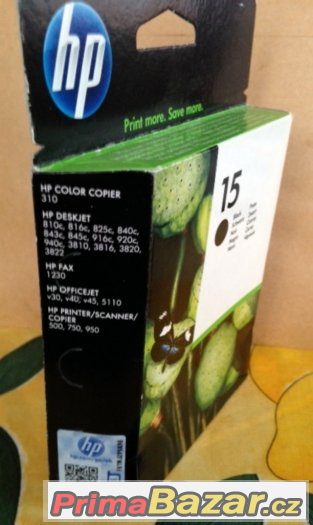 hp
Print more. Save more.
15
HP COLOR COPIER
310
HP DESKJET
810c, 816c, 825c, 840c,
843c, 845c, 916c, 920c,
940c, 3810, 3816, 3820,
3822
HP FAX
1230
HP OFFICEJET
v30, v40, v45, 5110
HP PRINTER/SCANNER/
COPIER
500, 750, 950
hp
PrimaBazar.cz